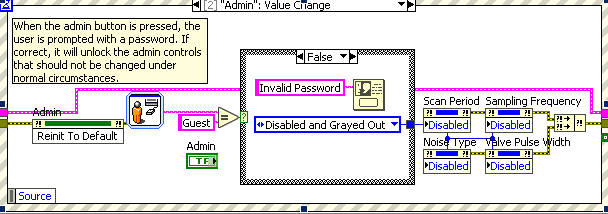 [2] "Admin": Value Change
When the admin button is pressed, the
user is prompted with a password. If
correct, it will unlock the admin controls
that should not be changed under
normal circumstances.
False
Invalid Password
Admin
Reinit To Default
Guest
=
?
Disabled and Grayed Out
Admin
TF
Scan Period
Sampling Frequency
Disabled
Disabled
Noise Type
Valve Pulse Width
Disabled
Disabled
Source